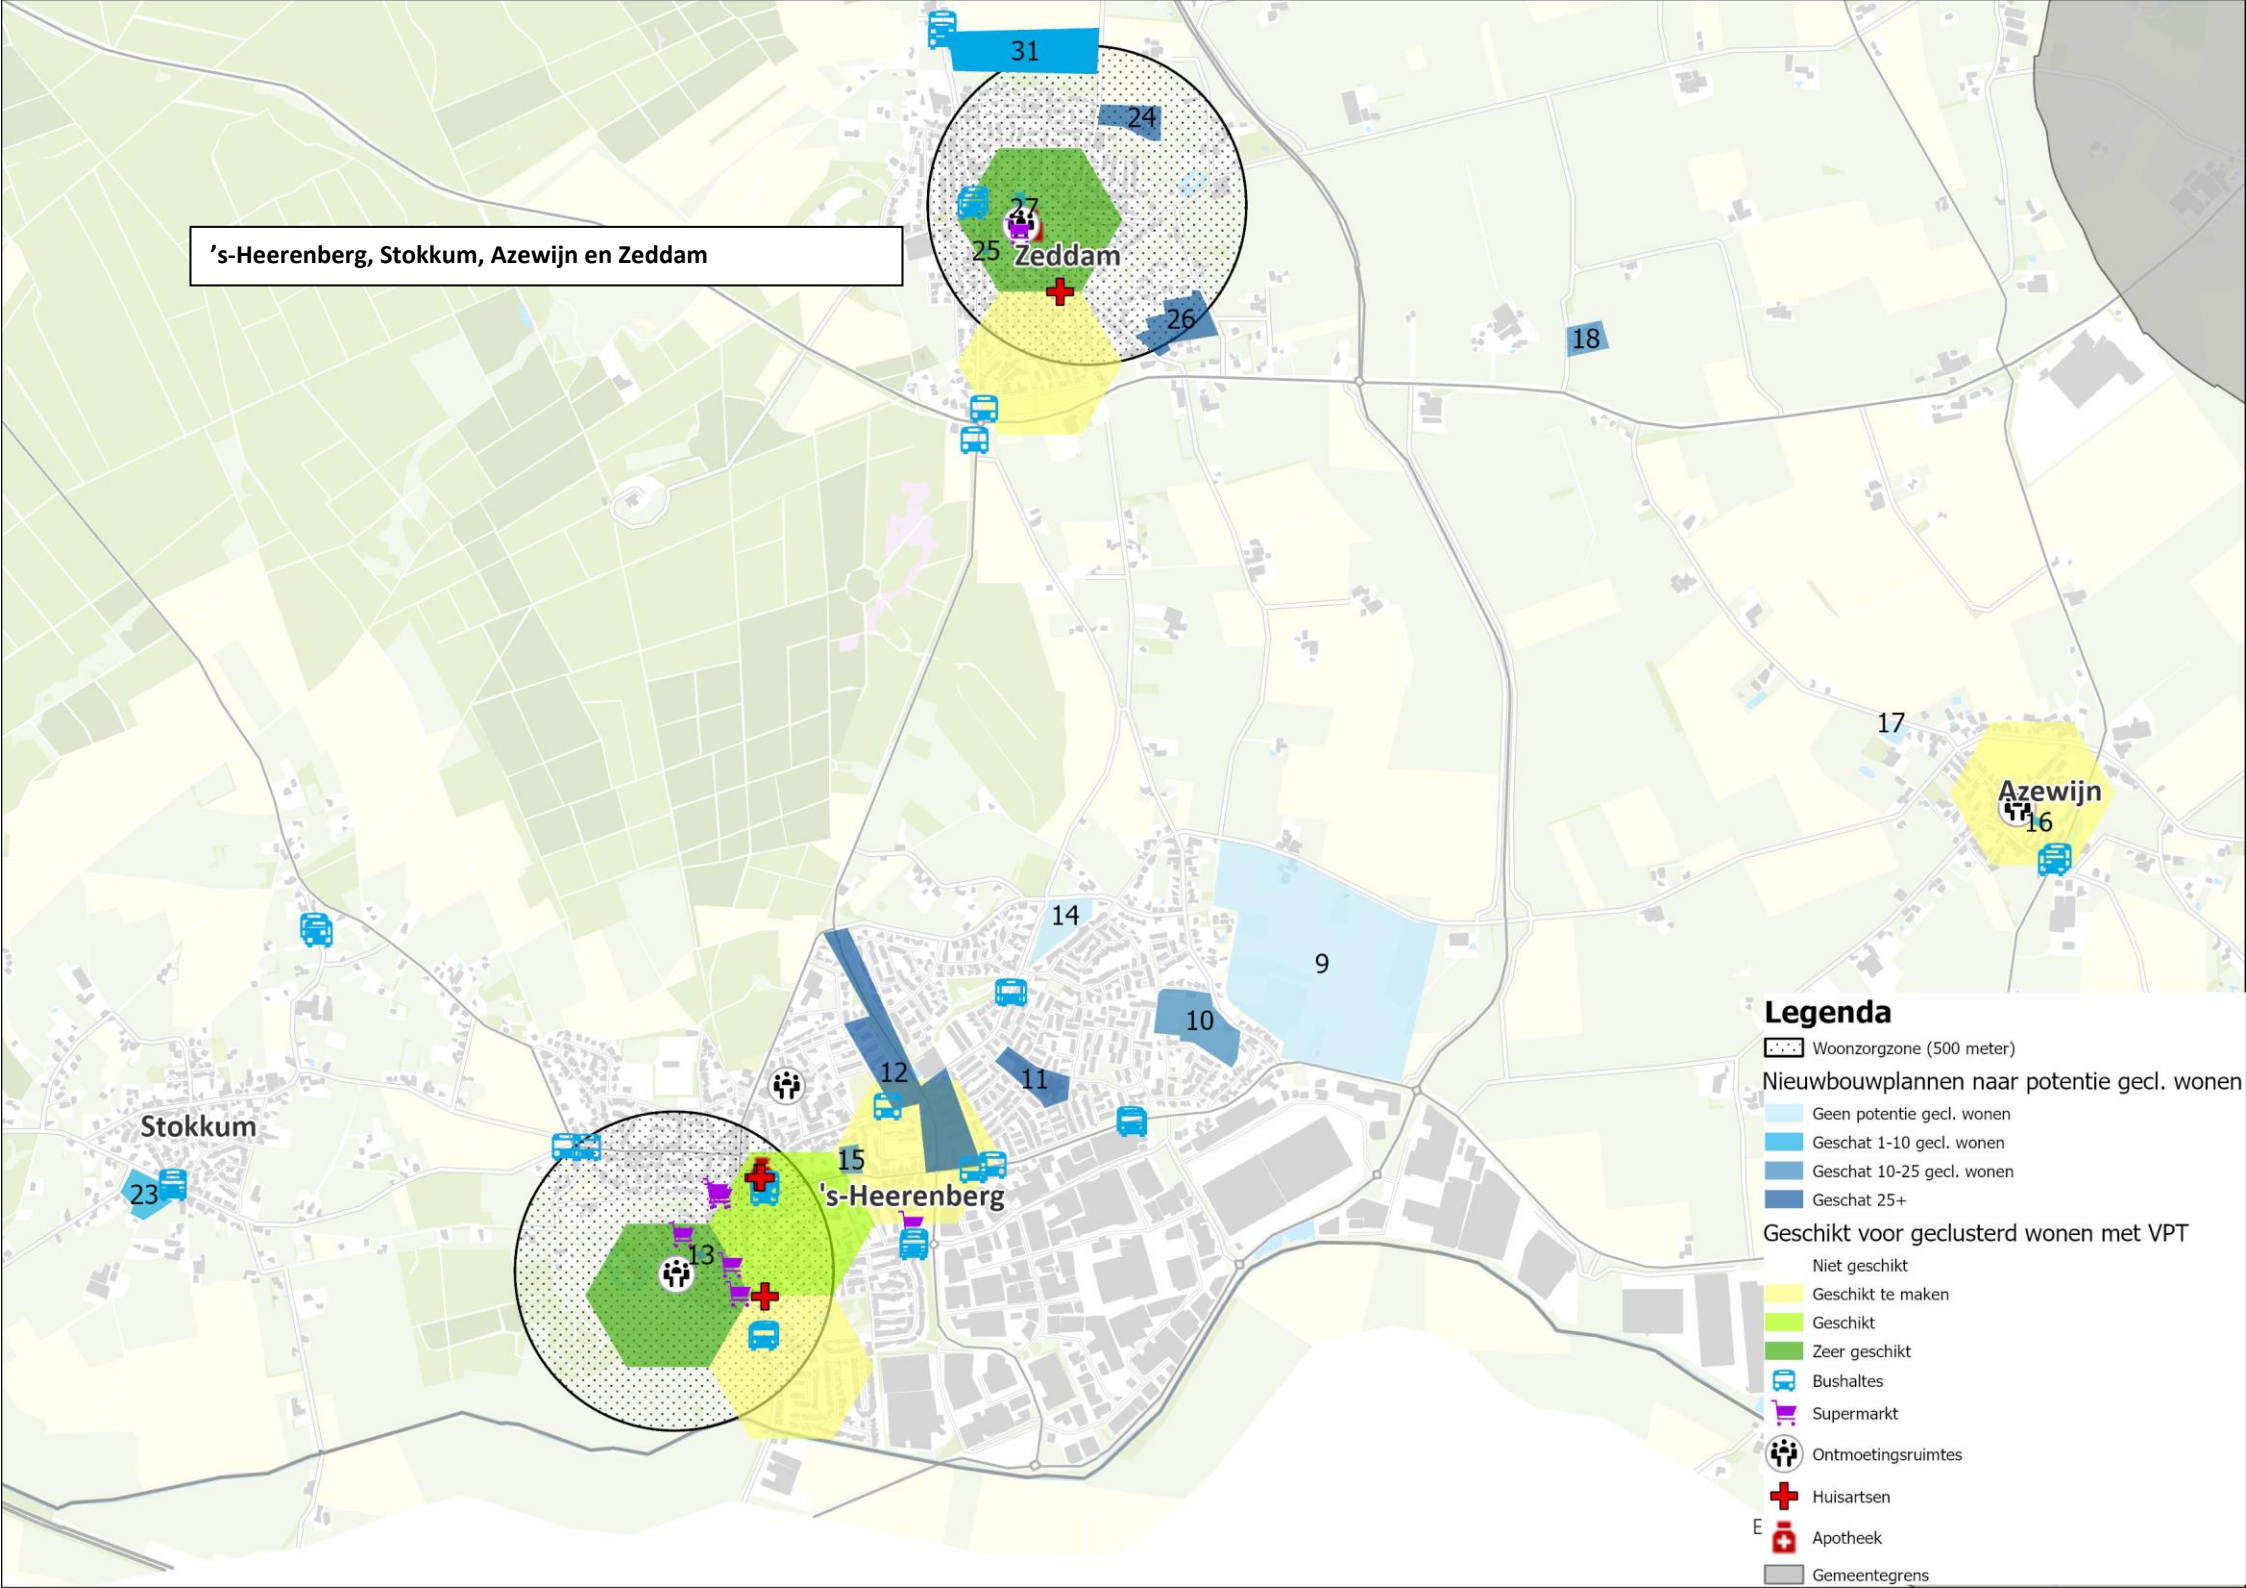 31
24
27
25
Zeddam
's-Heerenberg, Stokkum, Azewijn en Zeddam
26
18
17
Azewijn
16
14
9
10
12
11
Stokkum
15
23
's-Heerenberg
13
Legenda
Woonzorgzone (500 meter)
Nieuwbouwplannen naar potentie gecl. wonen
Geen potentie gecl. wonen
Geschat 1-10 gecl. wonen
Geschat 10-25 gecl. wonen
Geschat 25+
Geschikt voor geclusterd wonen met VPT
Niet geschikt
Geschikt te maken
Geschikt
Zeer geschikt
Bushaltes
Supermarkt
Ontmoetingsruimtes
Huisartsen
E
Apotheek
Gemeentegrens